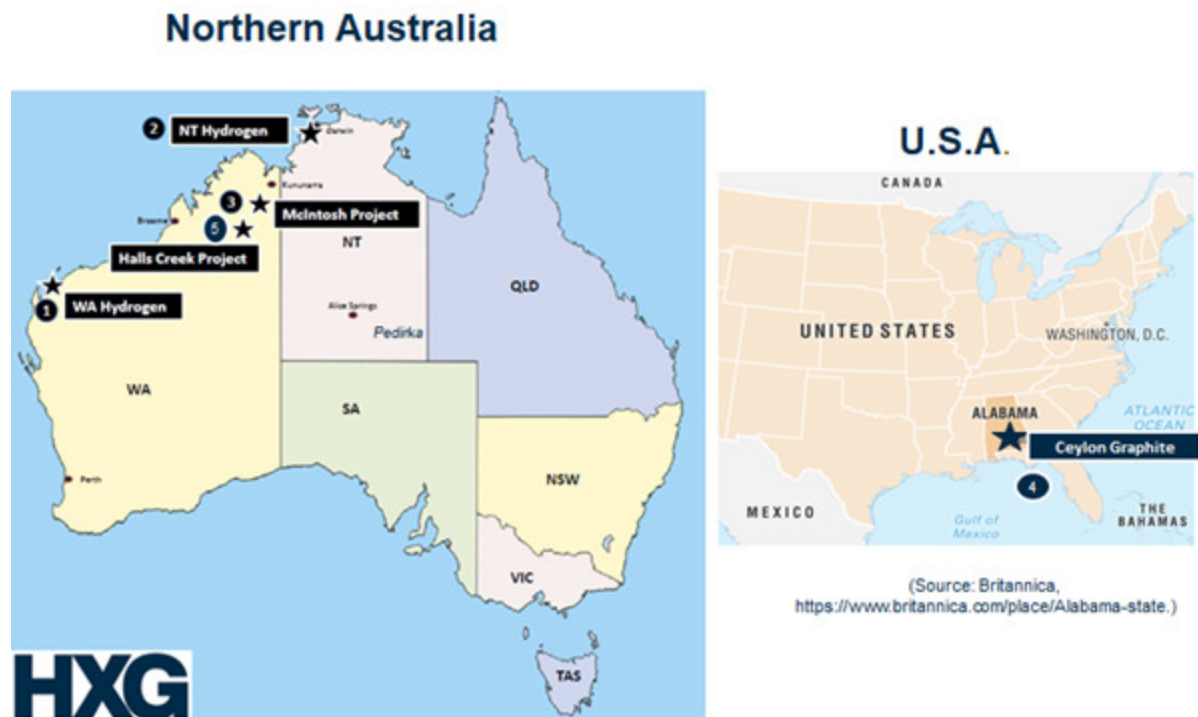 Northern Australia
2 NT Hydrogen
Darwin
Kununurra
3
McIntosh Project
Broome
5
NT
Halls Creek Project
QLD
1 WA Hydrogen
Alice Springs
Pedirka
WA
SA
NSW
Perth
VIC
TAS
HXG
U.S.A.
CANADA
UNITED STATES
WASHINGTON, D.C.
ALABAMA
ATLANTIC
OCEAN
Ceylon Graphite
4
MEXICO
Gulf of
Mexico
THE
BAHAMAS
(Source: Britannica,
https://www.britannica.com/place/Alabama-state.)